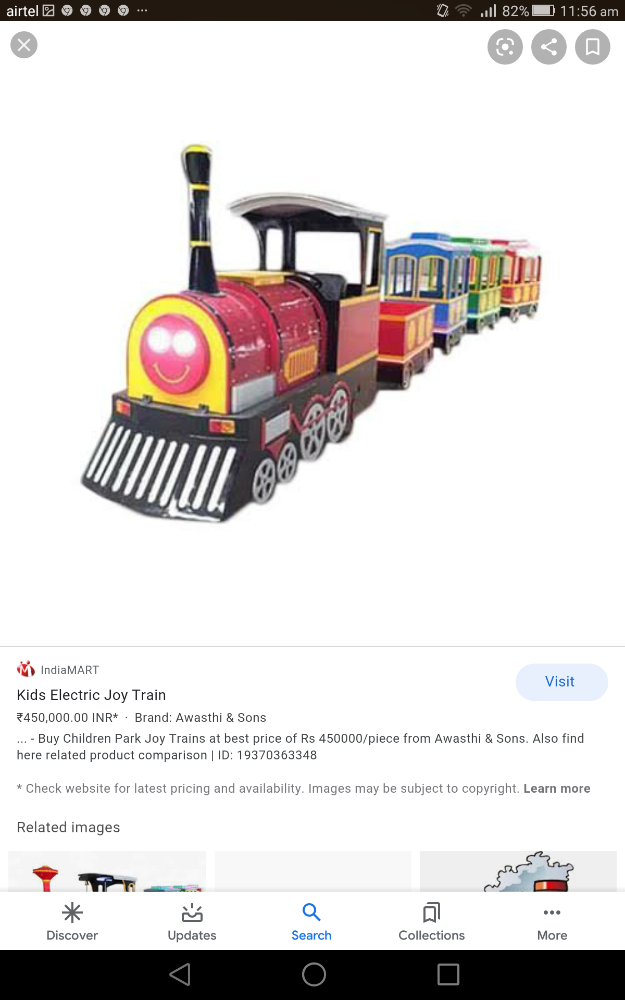 airtel 82% 11:56 am
IndiaMART
Visit
Kids Electric Joy Train
₹450,000.00 INR* · Brand: Awasthi & Sons
... - Buy Children Park Joy Trains at best price of Rs 450000/piece from Awasthi & Sons. Also find
here related product comparison | ID: 19370363348
* Check website for latest pricing and availability. Images may be subject to copyright. Learn more
Related images
Discover Updates Search Collections More